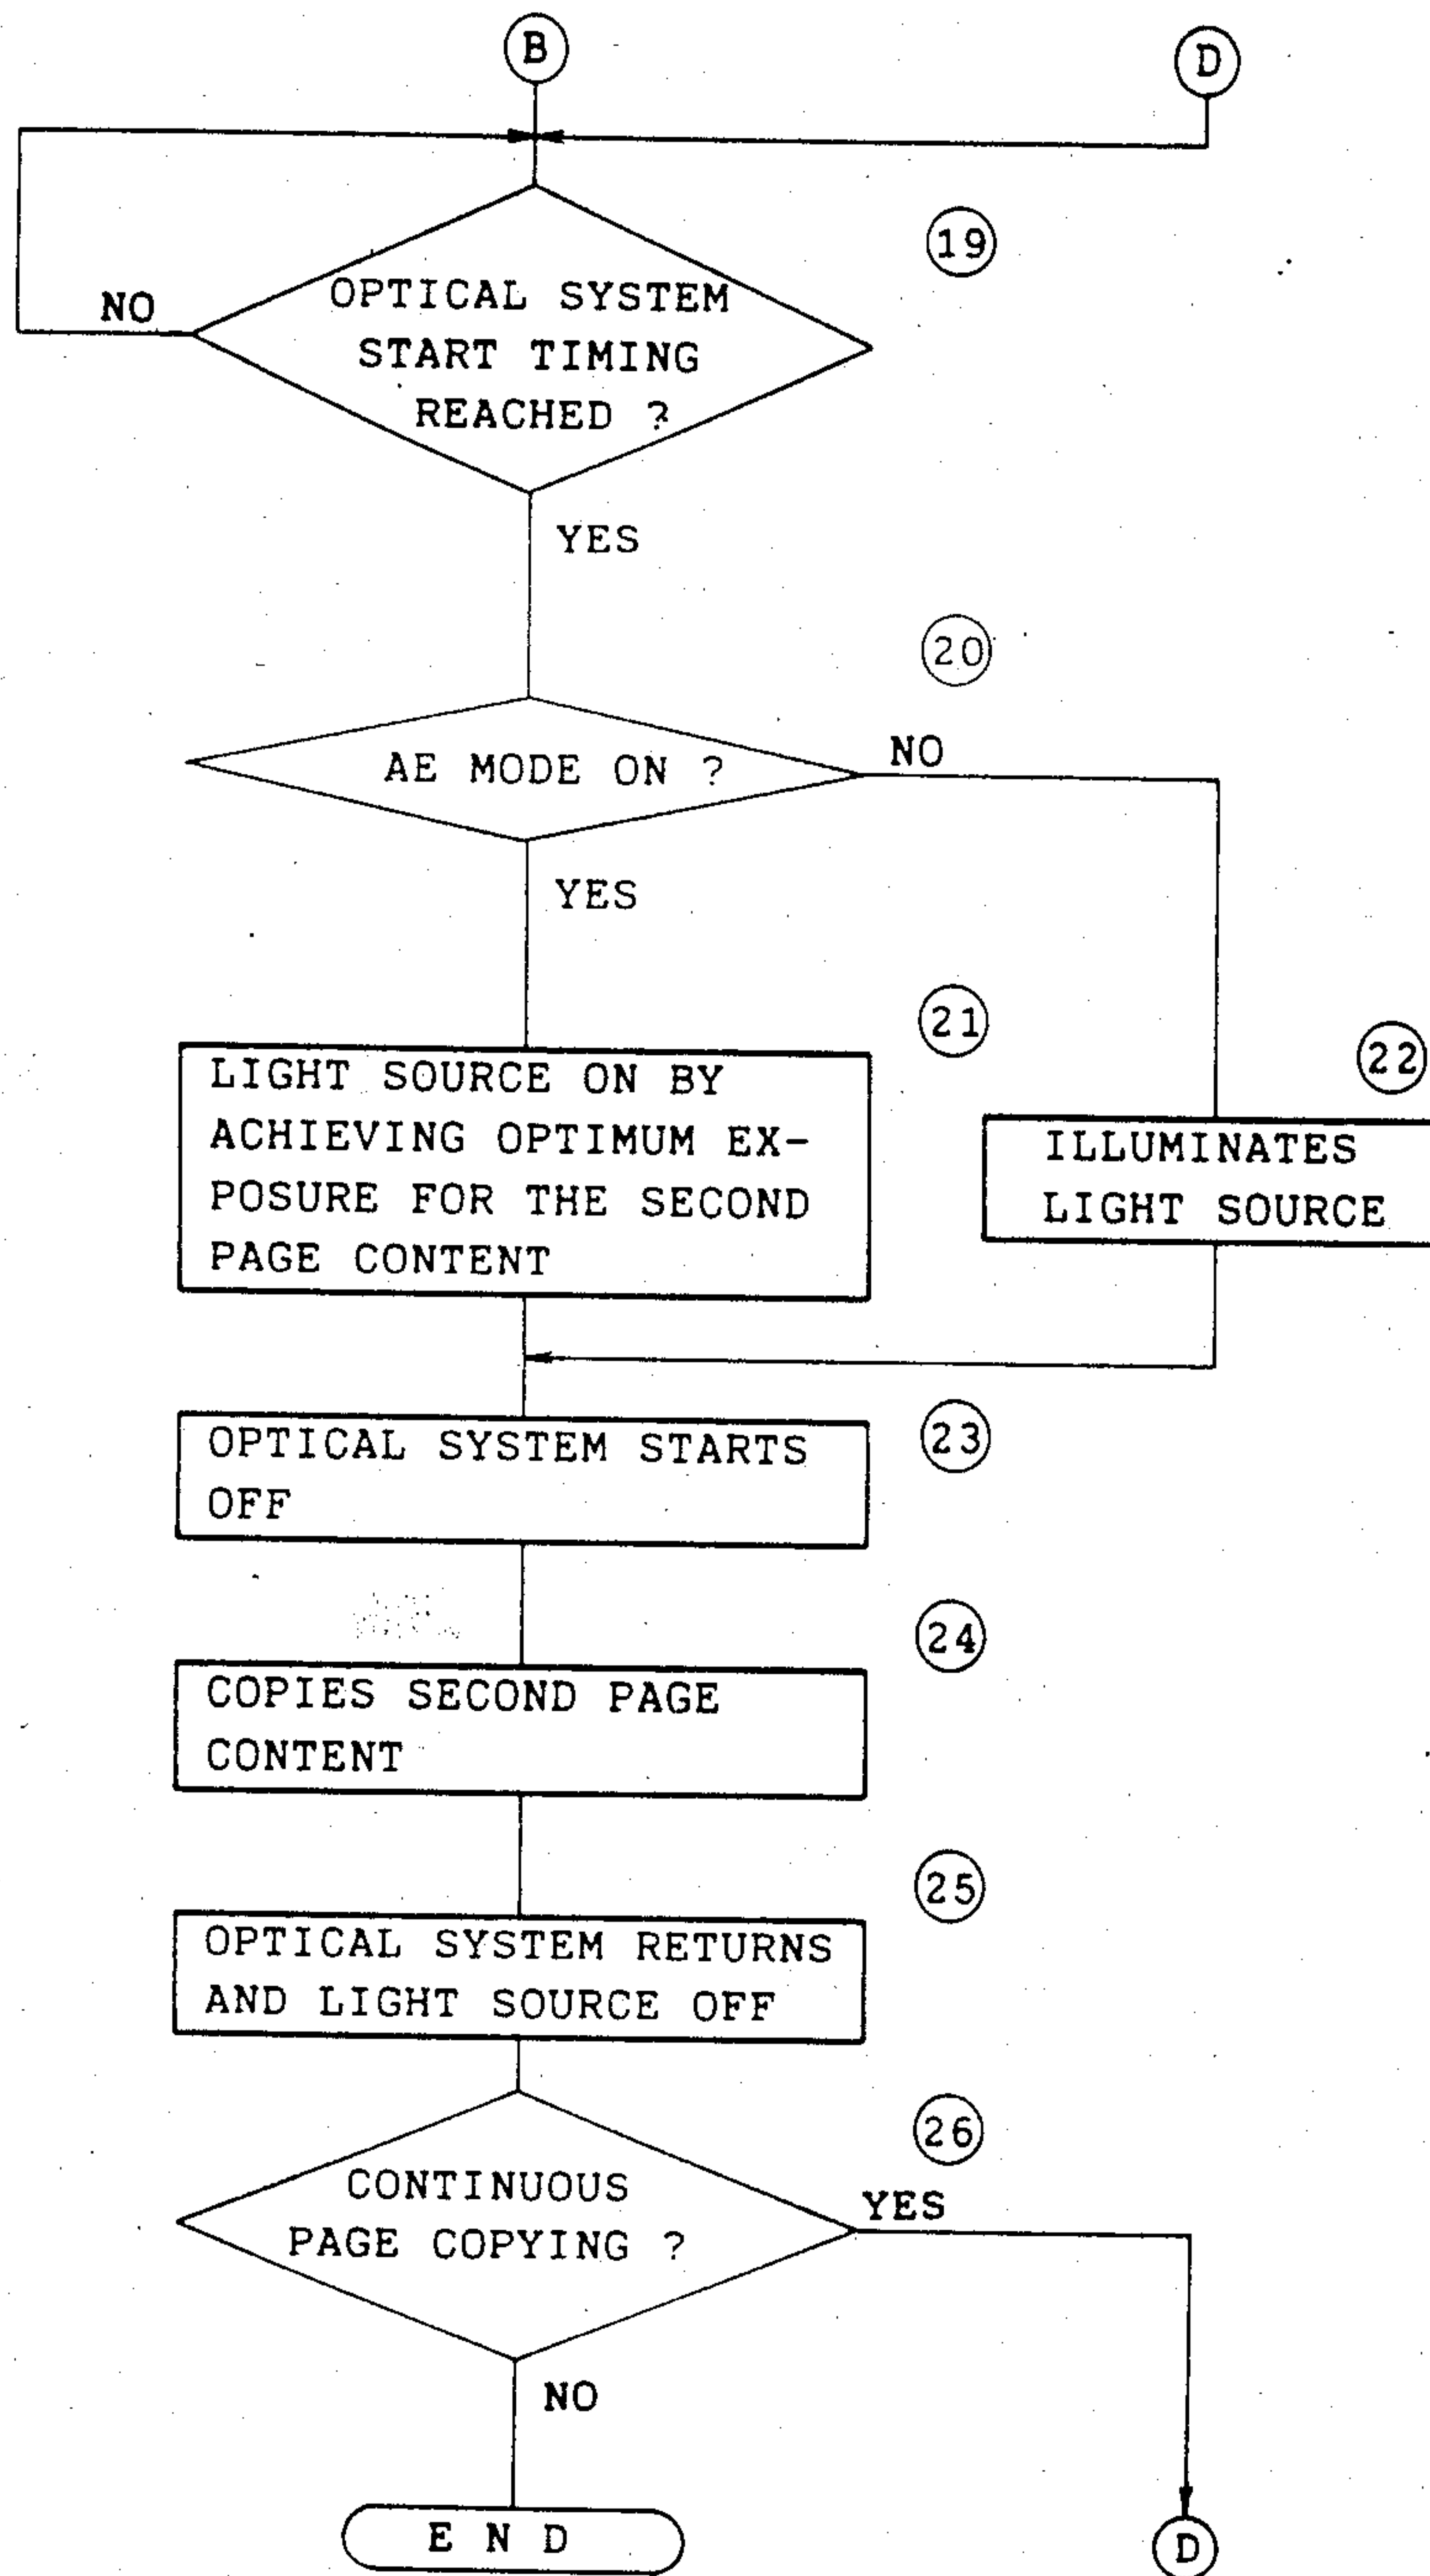 B
D
19
NO
OPTICAL SYSTEM
START TIMING
REACHED ?
YES
20
AE MODE ON ?
NO
YES
21
LIGHT SOURCE ON BY
ACHIEVING OPTIMUM EX-
POSURE FOR THE SECOND
PAGE CONTENT
22
ILLUMINATES
LIGHT SOURCE
23
OPTICAL SYSTEM STARTS
OFF
24
COPIES SECOND PAGE
CONTENT
25
OPTICAL SYSTEM RETURNS
AND LIGHT SOURCE OFF
26
CONTINUOUS
PAGE COPYING ?
YES
NO
E N D
D